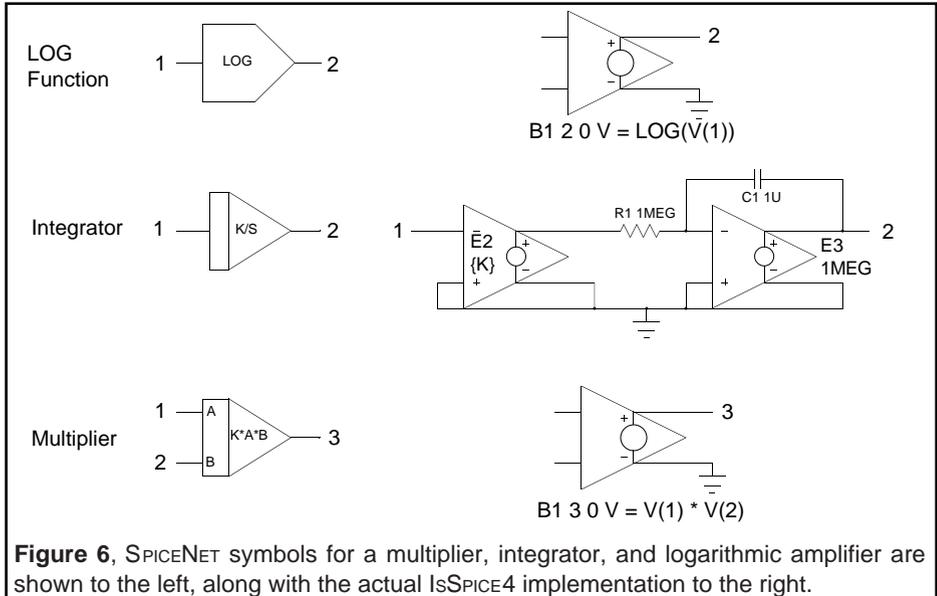 LOG
Function
1
LOG
2
+
−
2
B1 2 0 V = LOG(V(1))
Integrator
1
K/S
2
1
−
E2
{K}
+
+
−
R1 1MEG
C1 1U
−
+
+
−
E3
1MEG
2
Multiplier
1
2
A
B
K*A*B
3
+
−
3
B1 3 0 V = V(1) * V(2)
Figure 6, SPICENET symbols for a multiplier, integrator, and logarithmic amplifier are
shown to the left, along with the actual ISSPICE4 implementation to the right.